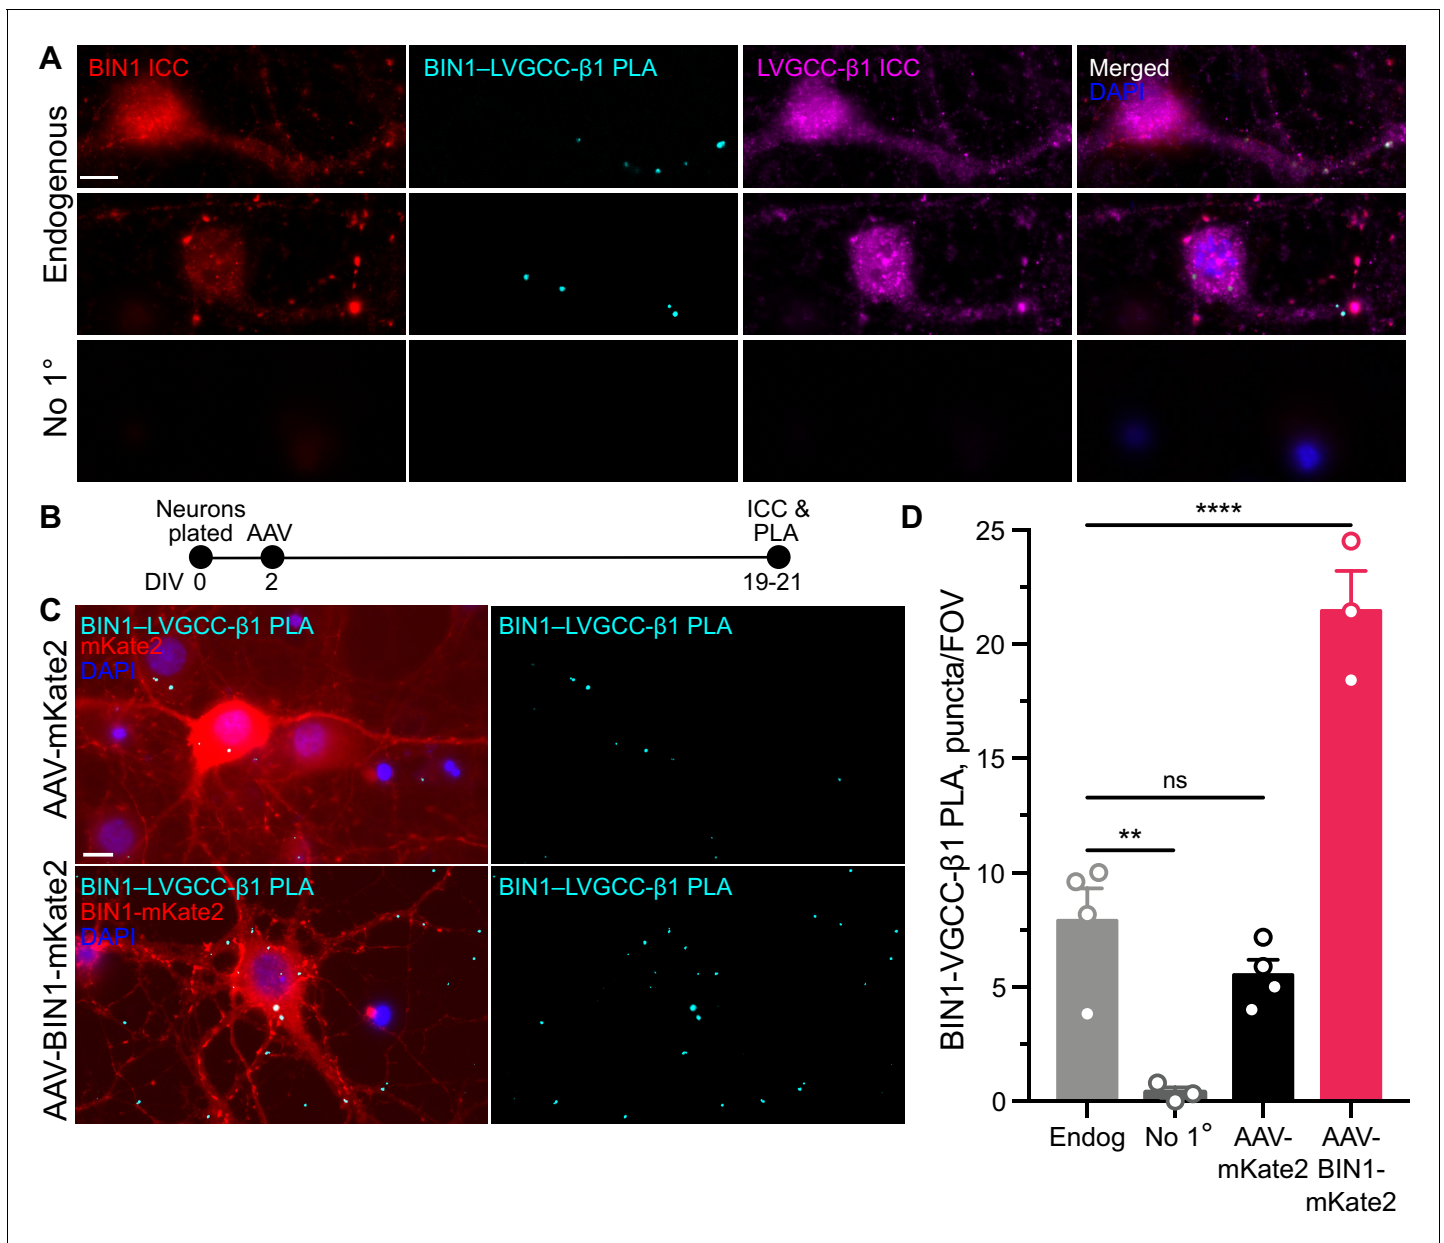 A
BIN1 ICC
BIN1–LVGCC-β1 PLA
LVGCC-β1 ICC
Merged
DAPI
Endogenous
No 1°
B
Neurons
plated
AAV
ICC &
PLA
DIV 0
2
19-21
C
AAV-mKate2
BIN1–LVGCC-β1 PLA
mKate2
DAPI
BIN1–LVGCC-β1 PLA
AAV-BIN1-mKate2
BIN1–LVGCC-β1 PLA
BIN1-mKate2
DAPI
BIN1–LVGCC-β1 PLA
D
BIN1-VGCC-β1 PLA, puncta/FOV
25
20
15
10
5
0
****
ns
**
Endog
No 1°
AAV-
mKate2
AAV-
BIN1-
mKate2